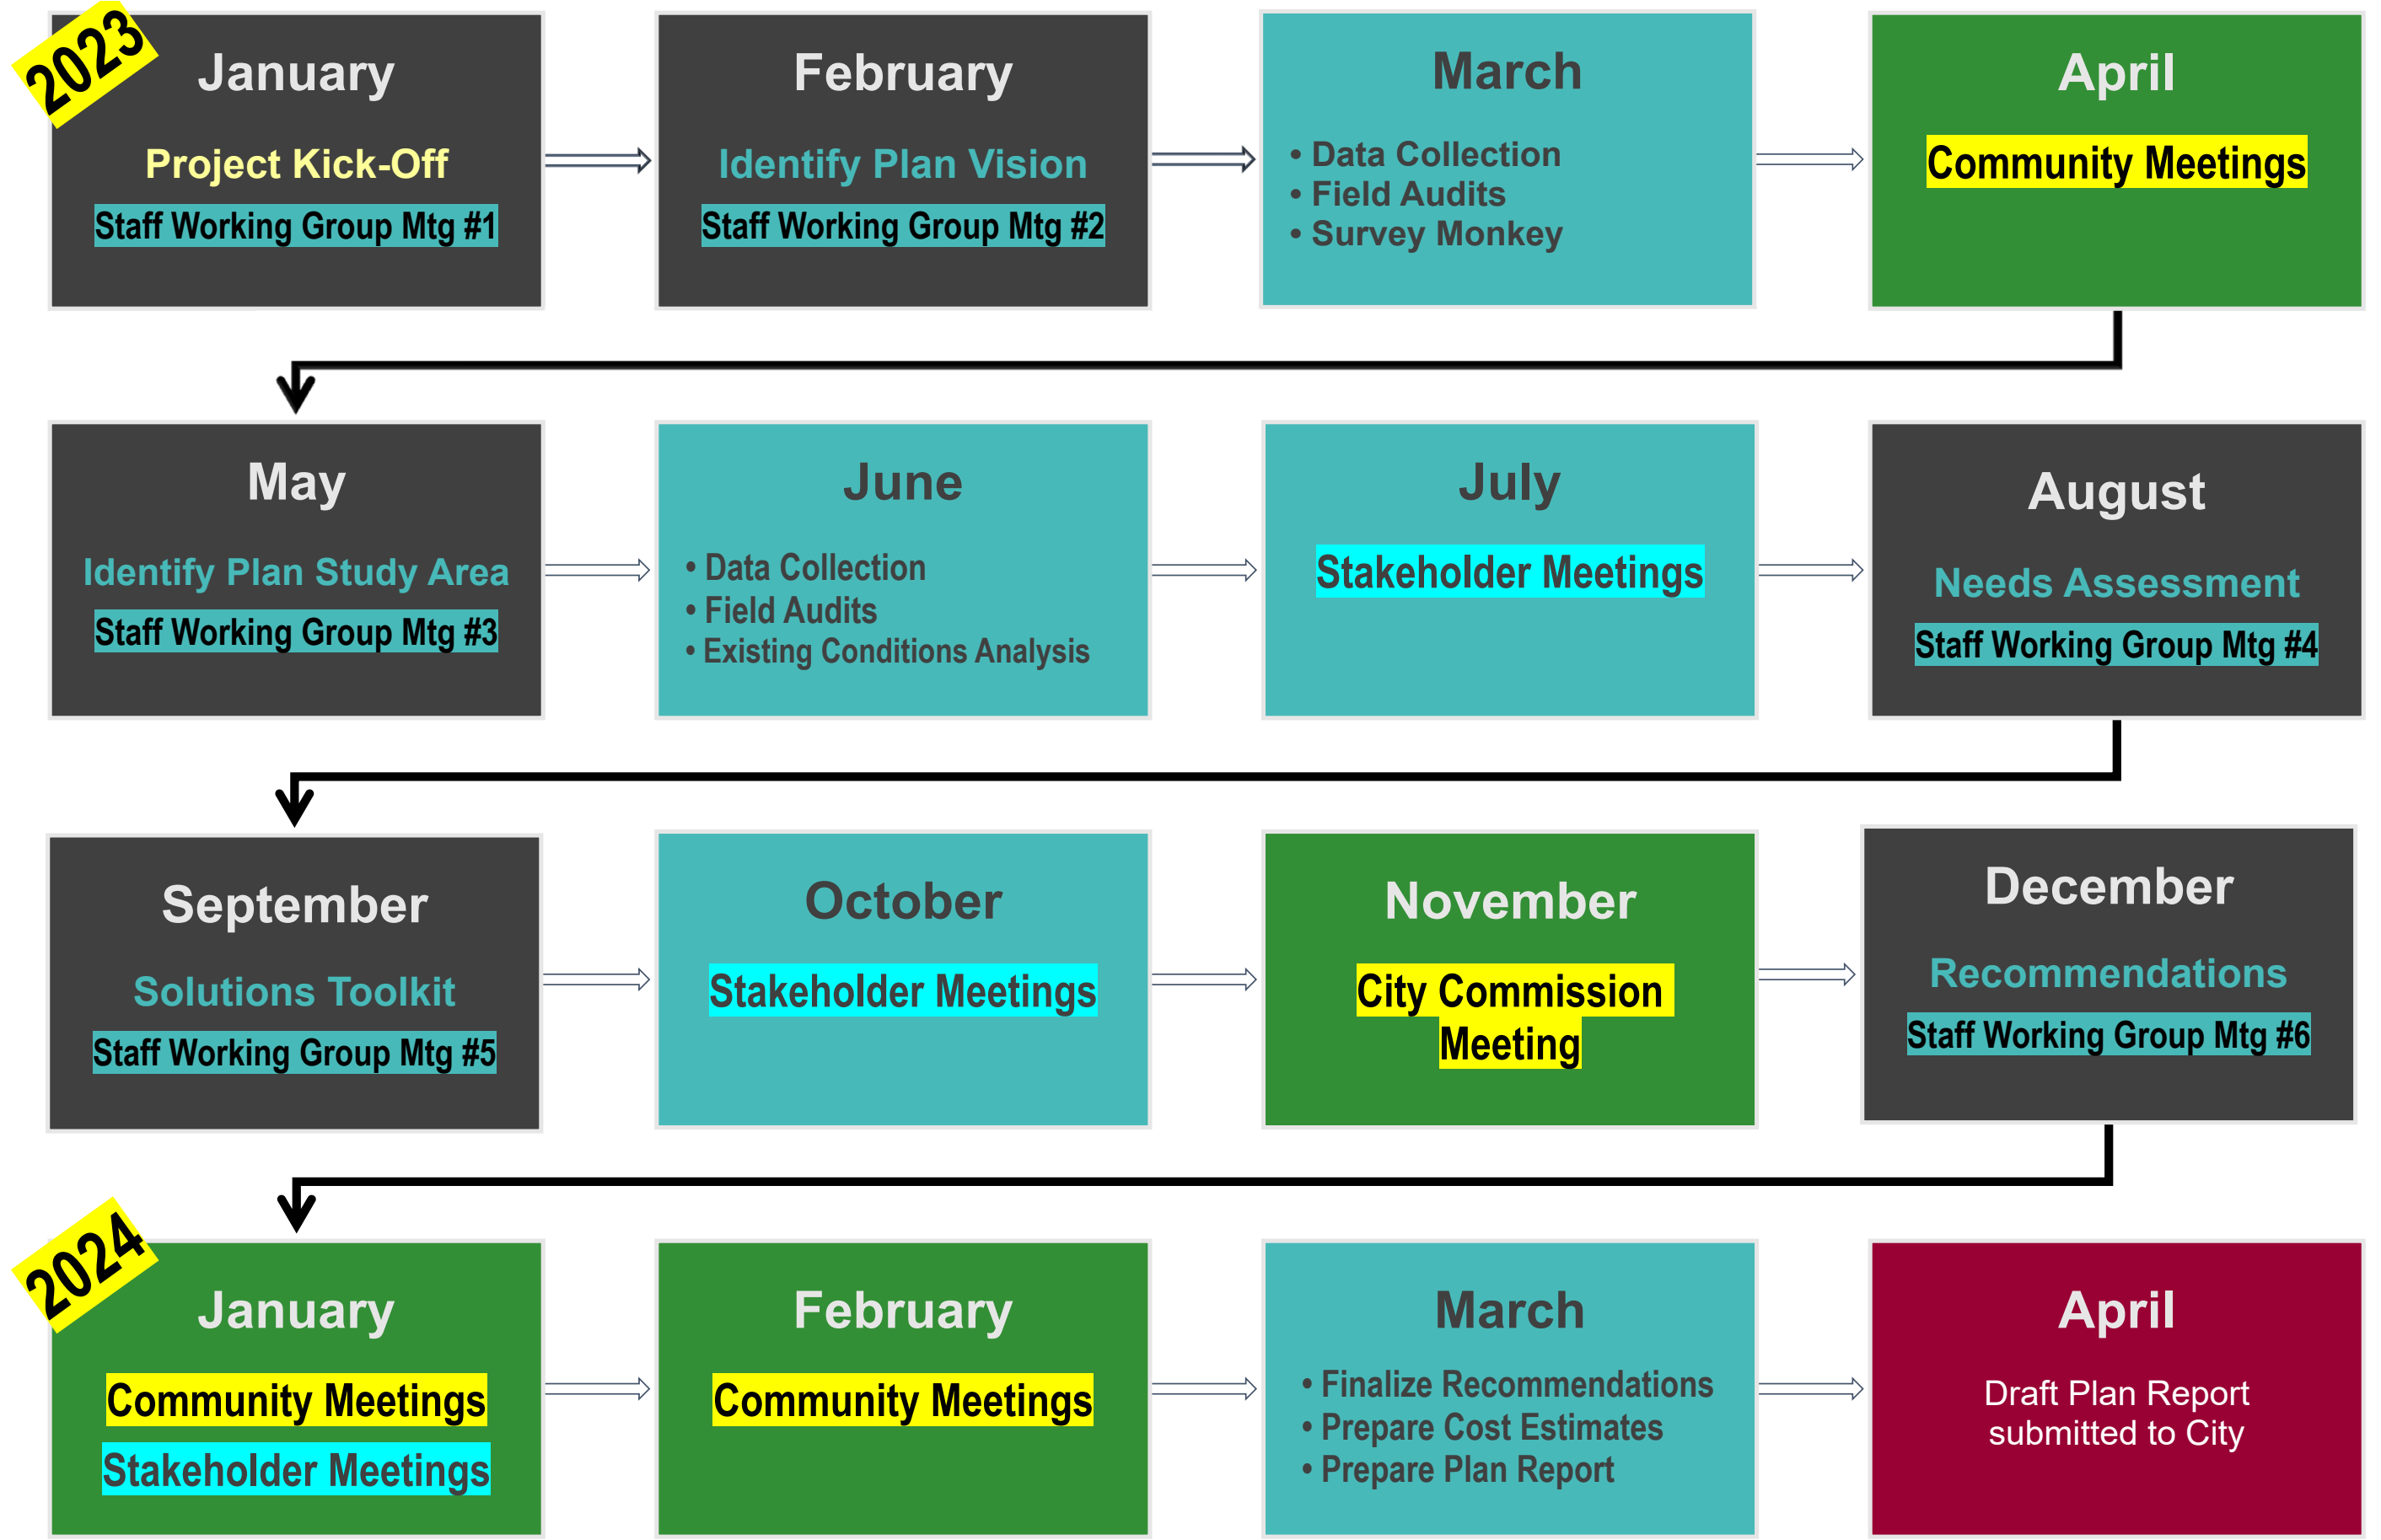 2023
January
Project Kick-Off
Staff Working Group Mtg #1
February
Identify Plan Vision
Staff Working Group Mtg #2
March
• Data Collection
• Field Audits
• Survey Monkey
April
Community Meetings
May
Identify Plan Study Area
Staff Working Group Mtg #3
June
• Data Collection
• Field Audits
• Existing Conditions Analysis
July
Stakeholder Meetings
August
Needs Assessment
Staff Working Group Mtg #4
September
Solutions Toolkit
Staff Working Group Mtg #5
October
Stakeholder Meetings
November
City Commission
Meeting
December
Recommendations
Staff Working Group Mtg #6
2024
January
Community Meetings
Stakeholder Meetings
February
Community Meetings
March
• Finalize Recommendations
• Prepare Cost Estimates
• Prepare Plan Report
April
Draft Plan Report
submitted to City